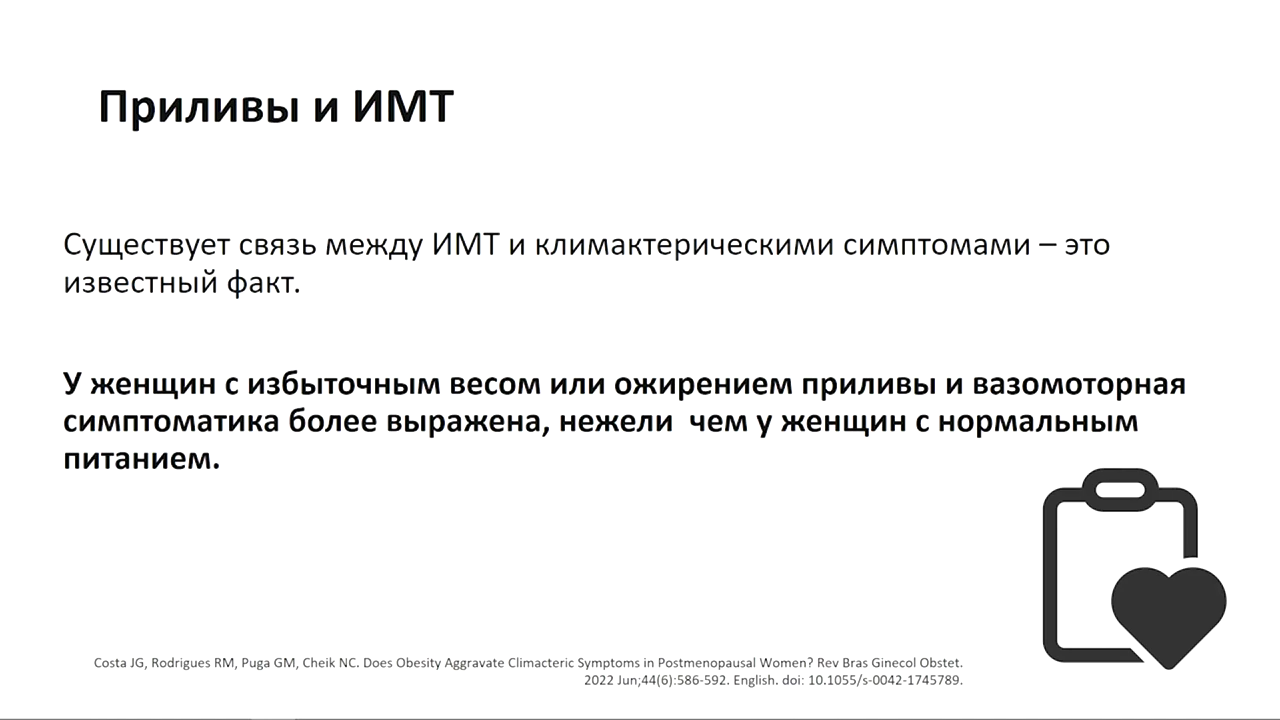 Приливы и ИМТ
Существует связь между ИМТ и климактерическими симптомами – это
известный факт.
У женщин с избыточным весом или ожирением приливы и вазомоторная
симптоматика более выражена, нежели  чем у женщин с нормальным
питанием.
Costa JG, Rodrigues RM, Puga GM, Cheik NC. Does Obesity Aggravate Climacteric Symptoms in Postmenopausal Women? Rev Bras Ginecol Obstet.
2022 Jun;44(6):586-592. English. doi: 10.1055/s-0042-1745789.